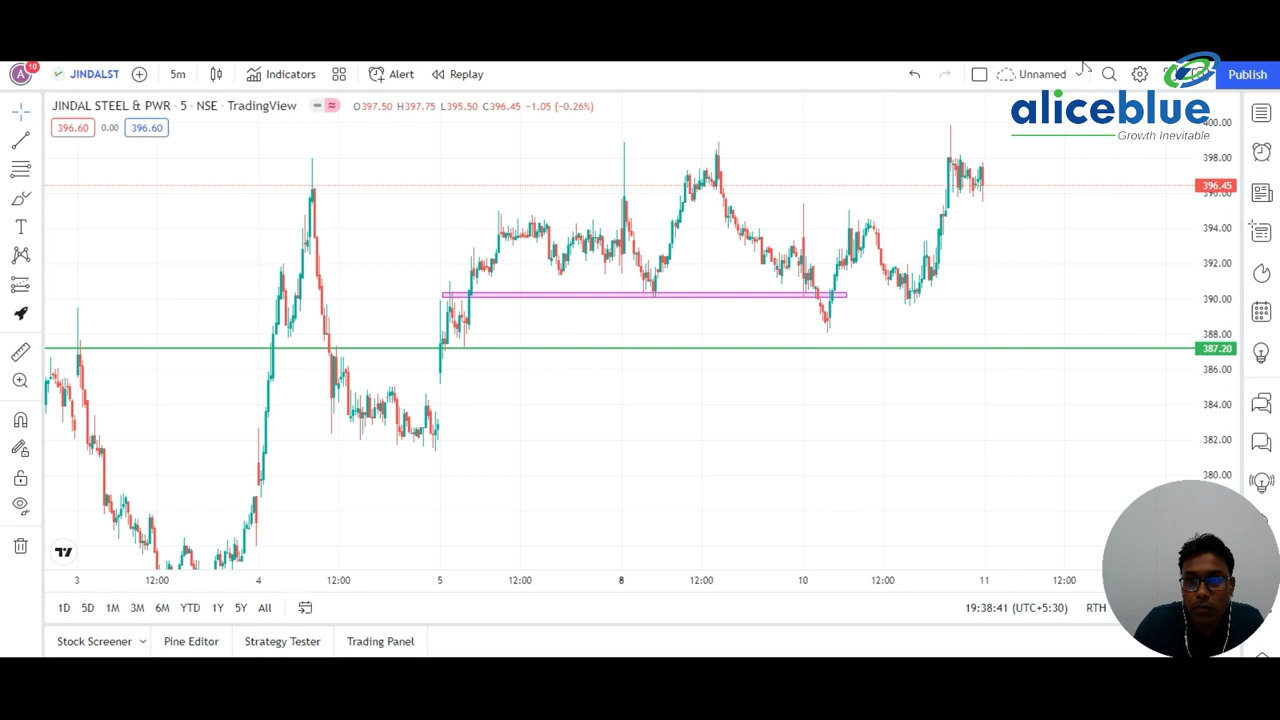 A 10 JINDALST 5m Indicators Alert Replay Unnamed Publish
aliceblue
Growth Inevitable
JINDAL STEEL & PWR · 5 · NSE · TradingView O397.50 H397.75 L395.50 C396.45 -1.05 (-0.26%)
396.60 0.00 396.60
400.00
398.00
396.45
396.00
394.00
392.00
390.00
388.00
387.20
386.00
384.00
382.00
380.00
3 12:00 4 12:00 5 12:00 8 12:00 10 12:00 11 12:00
1D 5D 1M 3M 6M YTD 1Y 5Y All 19:38:41 (UTC+5:30) RTH
Stock Screener Pine Editor Strategy Tester Trading Panel